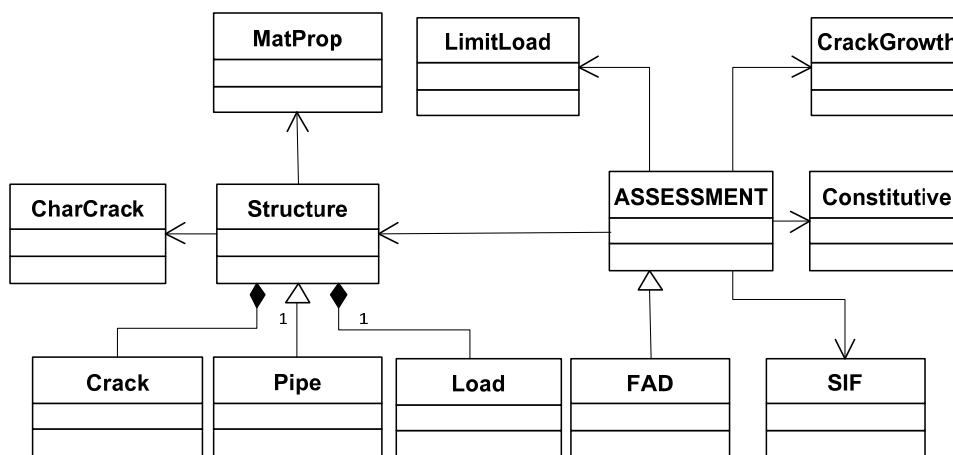 MatProp
LimitLoad
CrackGrowth
CharCrack
Structure
ASSESSMENT
Constitutive
1
1
Crack
Pipe
Load
FAD
SIF